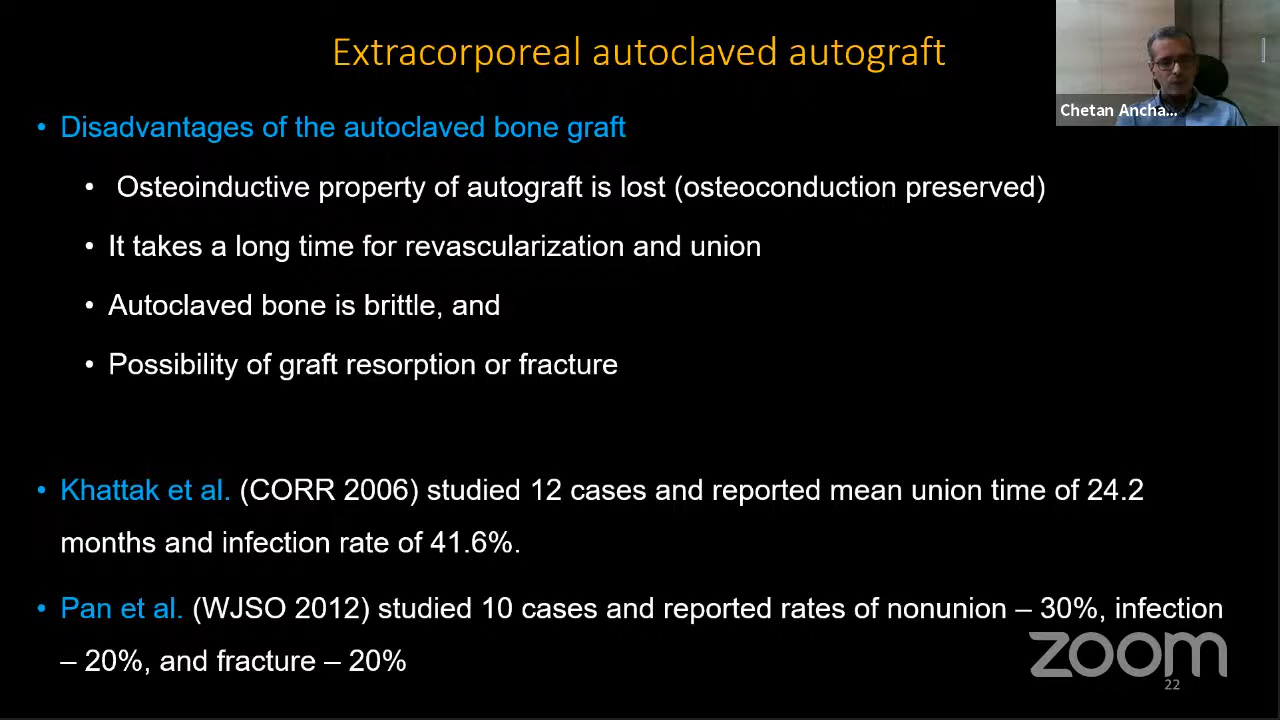 Extracorporeal autoclaved autograft
Chetan Ancha...
• Disadvantages of the autoclaved bone graft
• Osteoinductive property of autograft is lost (osteoconduction preserved)
• It takes a long time for revascularization and union
• Autoclaved bone is brittle, and
• Possibility of graft resorption or fracture
• Khattak et al. (CORR 2006) studied 12 cases and reported mean union time of 24.2
months and infection rate of 41.6%.
• Pan et al. (WJSO 2012) studied 10 cases and reported rates of nonunion – 30%, infection
– 20%, and fracture – 20%
zoom
22